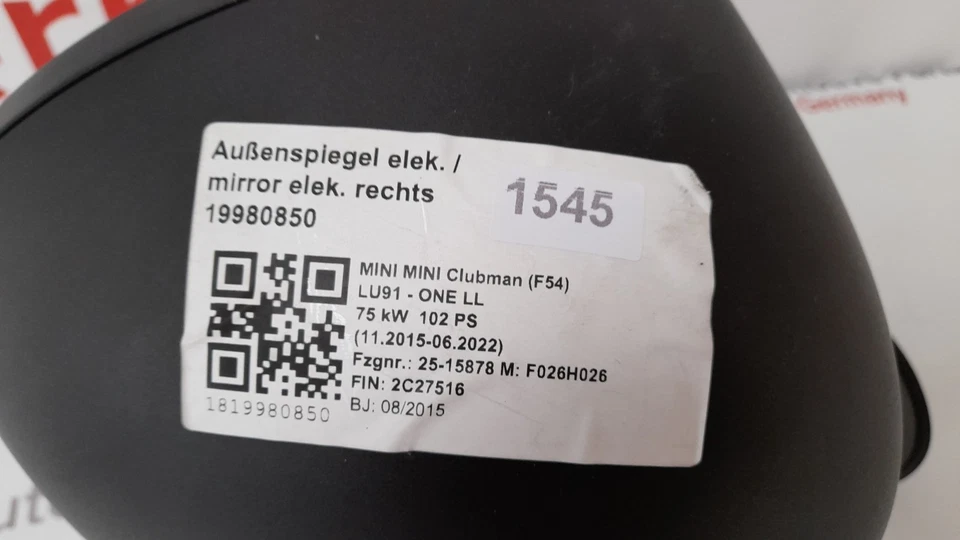 Außenspiegel elek. /
mirror elek. rechts
19980850
1545
MINI MINI Clubman (F54)
LU91 - ONE LL
75 kW 102 PS
(11.2015-06.2022)
Fzgnr.: 25-15878 M: F026H026
FIN: 2C27516
BJ: 08/2015
1819980850
Germany